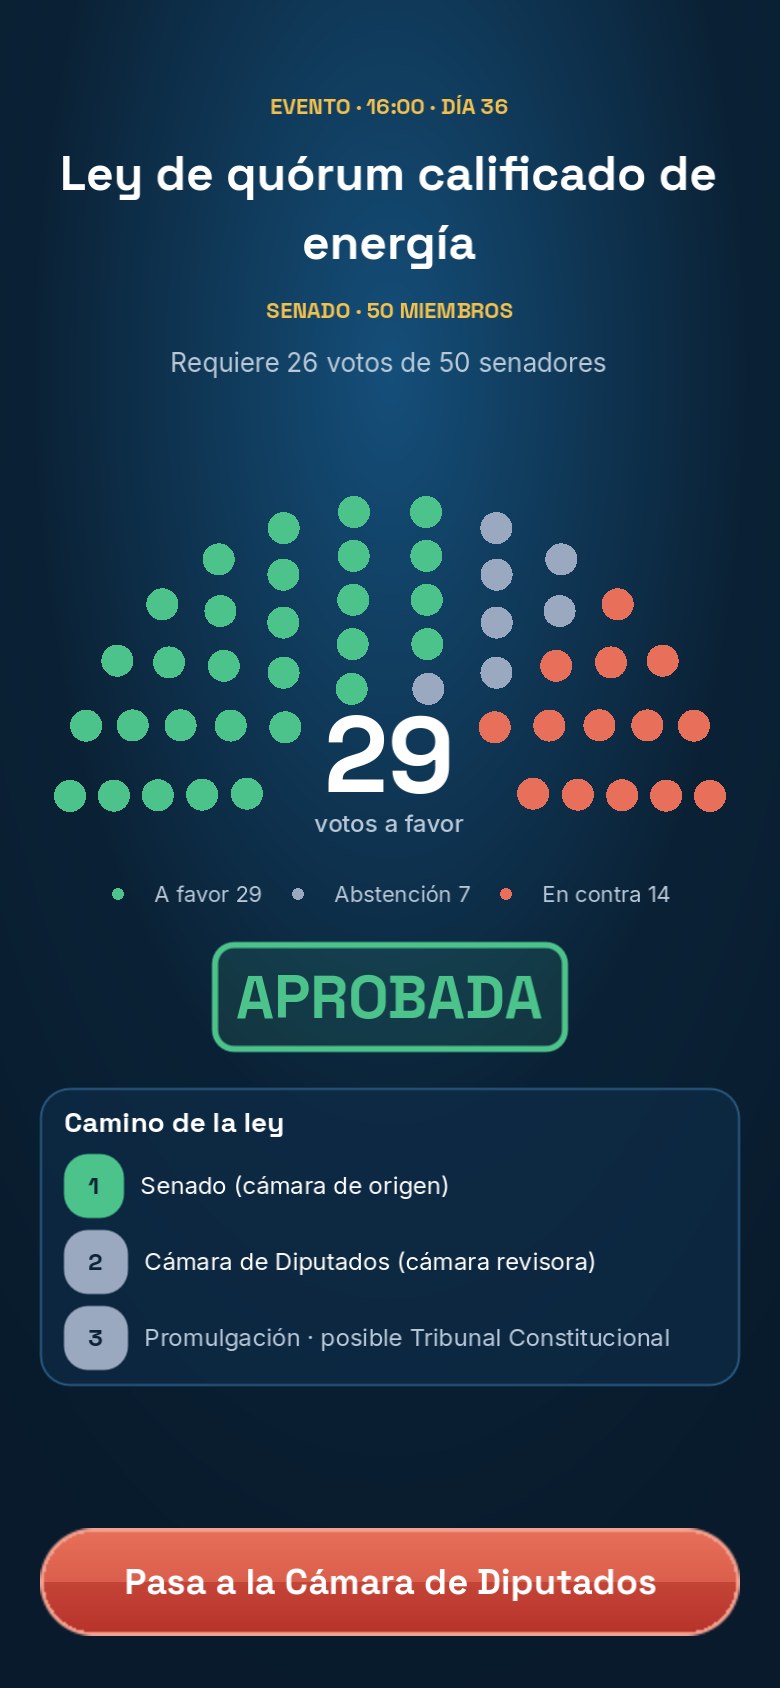 EVENTO · 16:00 · DÍA 36
Ley de quórum calificado de
energía
SENADO · 50 MIEMBROS
Requiere 26 votos de 50 senadores
29
votos a favor
A favor 29 Abstención 7 En contra 14
APROBADA
Camino de la ley
1 Senado (cámara de origen)
2 Cámara de Diputados (cámara revisora)
3 Promulgación · posible Tribunal Constitucional
Pasa a la Cámara de Diputados